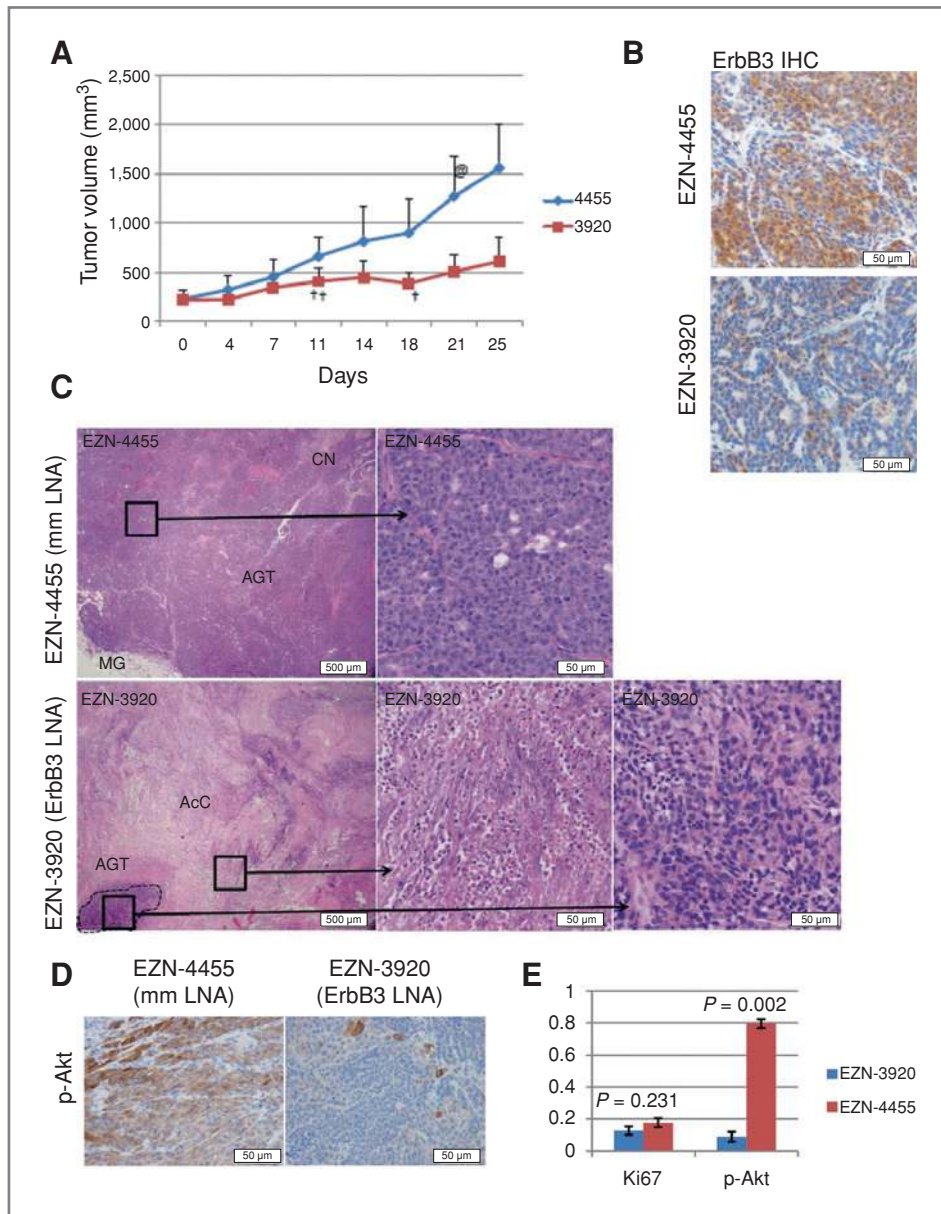 A
Tumor volume (mm³)
2,500
2,000
1,500
1,000
500
0
@
††
†
0 4 7 11 14 18 21 25
Days
4455
3920
B
ErbB3 IHC
EZN-4455
50 µm
EZN-3920
50 µm
C
EZN-4455 (mm LNA)
EZN-4455
CN
AGT
MG
500 µm
EZN-4455
50 µm
EZN-3920 (ErbB3 LNA)
EZN-3920
AcC
AGT
500 µm
EZN-3920
50 µm
EZN-3920
50 µm
D
EZN-4455
(mm LNA)
EZN-3920
(ErbB3 LNA)
p-Akt
50 µm
50 µm
E
1
0.8
0.6
0.4
0.2
0
P = 0.231
P = 0.002
Ki67
p-Akt
EZN-3920
EZN-4455